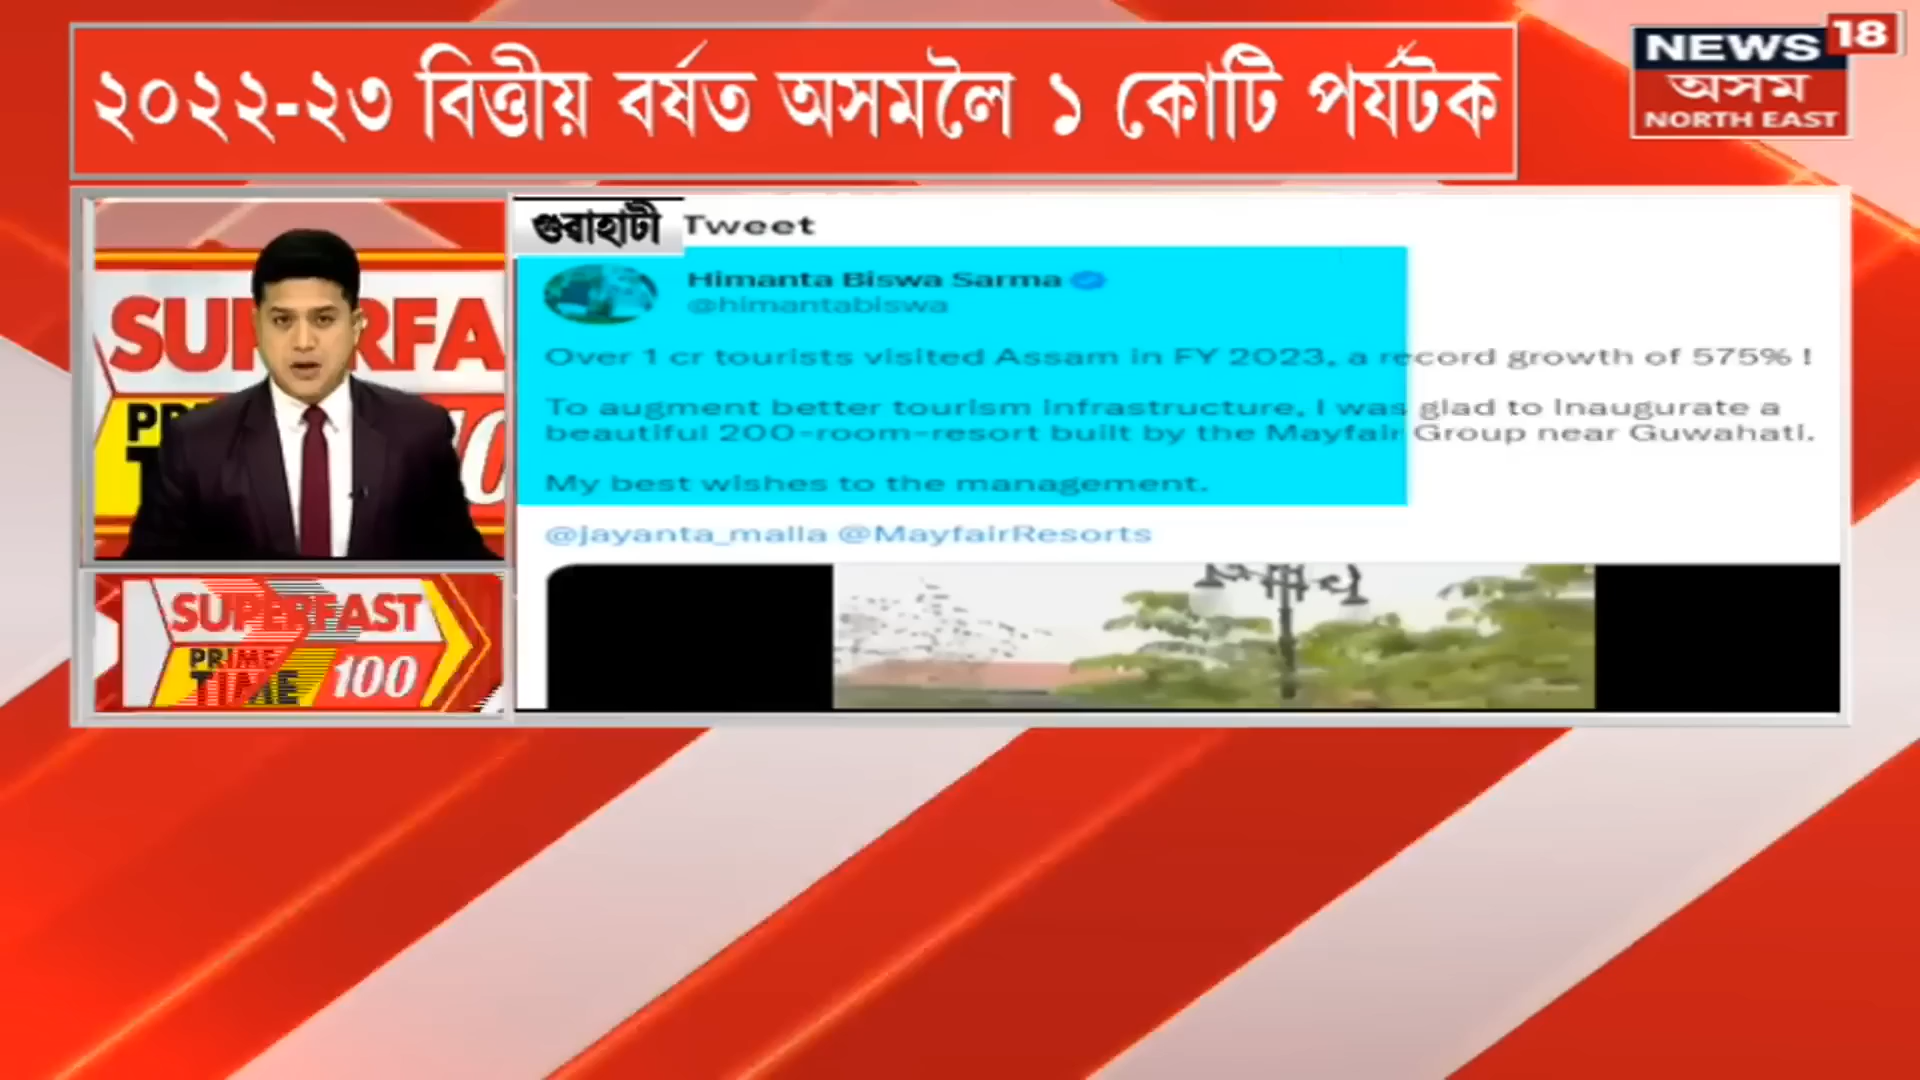 ২০২২-২৩ বিত্তীয় বৰ্ষত অসমলৈ ১ কোটি পৰ্যটক
NEWS 18
অসম
NORTH EAST
গুৱাহাটী
Tweet
Himanta Biswa Sarma
@himantabiswa
Over 1 cr tourists visited Assam in FY 2023, a record growth of 575% !
To augment better tourism infrastructure, I was glad to inaugurate a
beautiful 200-room-resort built by the Mayfair Group near Guwahati.
My best wishes to the management.
@jayanta_malla @MayfairResorts
SUPERFAST
PRIME
TIME
100